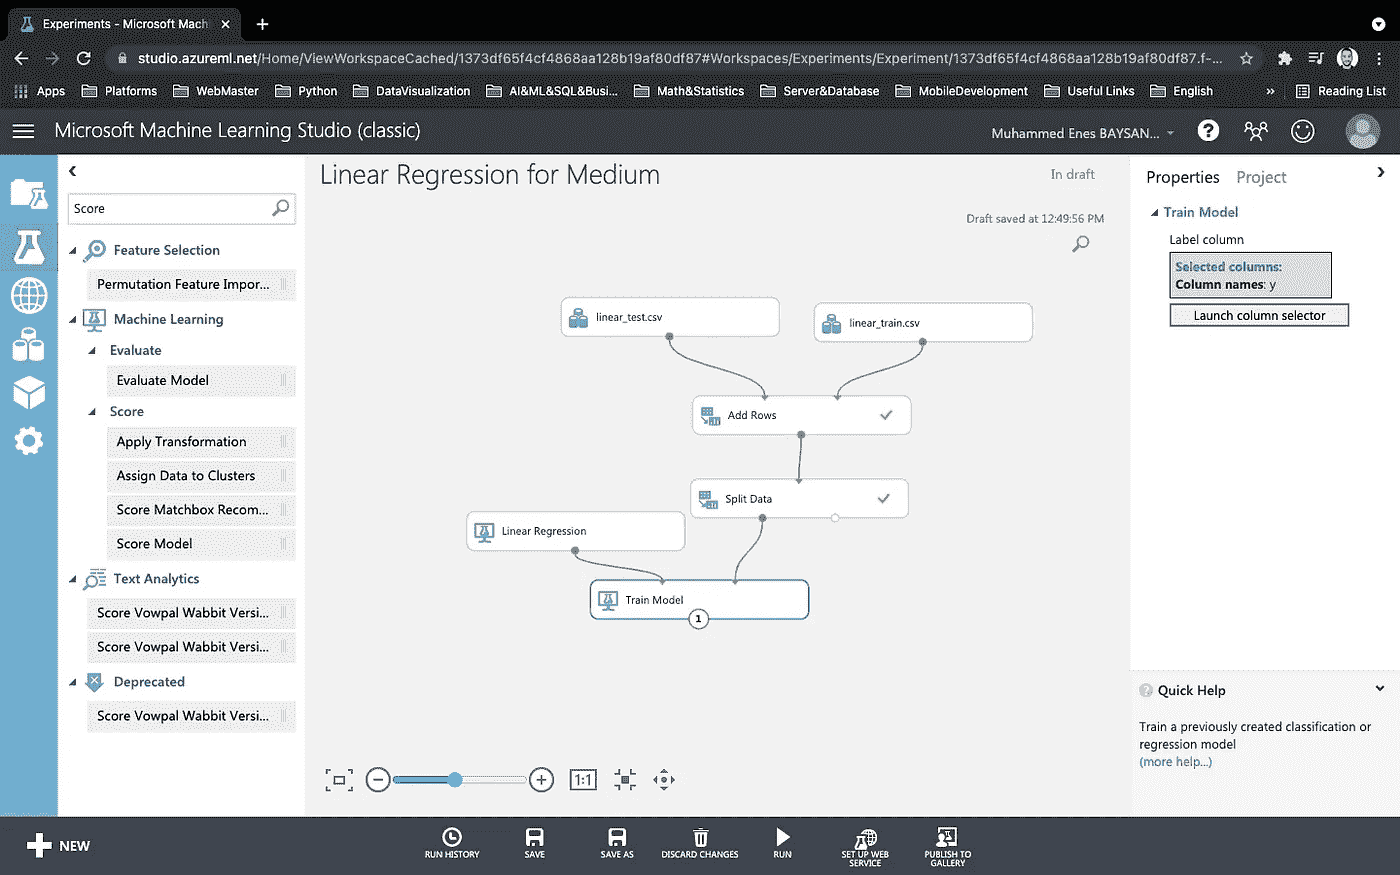 Experiments - Microsoft Mach
studio.azureml.net/Home/ViewWorkspaceCached/1373df65f4cf4868aa128b19af80df87#Workspaces/Experiments/Experiment/1373df65f4cf4868aa128b19af80df87.f-...
Apps Platforms WebMaster Python DataVisualization AI&ML&SQL&Busi... Math&Statistics Server&Database MobileDevelopment Useful Links English » Reading List
Microsoft Machine Learning Studio (classic)
Muhammed Enes BAYSAN...
Score
Feature Selection
Permutation Feature Impor...
Machine Learning
Evaluate
Evaluate Model
Score
Apply Transformation
Assign Data to Clusters
Score Matchbox Recom...
Score Model
Text Analytics
Score Vowpal Wabbit Versi...
Score Vowpal Wabbit Versi...
Deprecated
Score Vowpal Wabbit Versi...
Linear Regression for Medium
In draft
Draft saved at 12:49:56 PM
linear_test.csv
linear_train.csv
Add Rows
Split Data
Linear Regression
Train Model
1
1:1
Properties Project
Train Model
Label column
Selected columns:
Column names: y
Launch column selector
Quick Help
Train a previously created classification or
regression model
(more help...)
NEW
RUN HISTORY
SAVE
SAVE AS
DISCARD CHANGES
RUN
SET UP WEB
SERVICE
PUBLISH TO
GALLERY